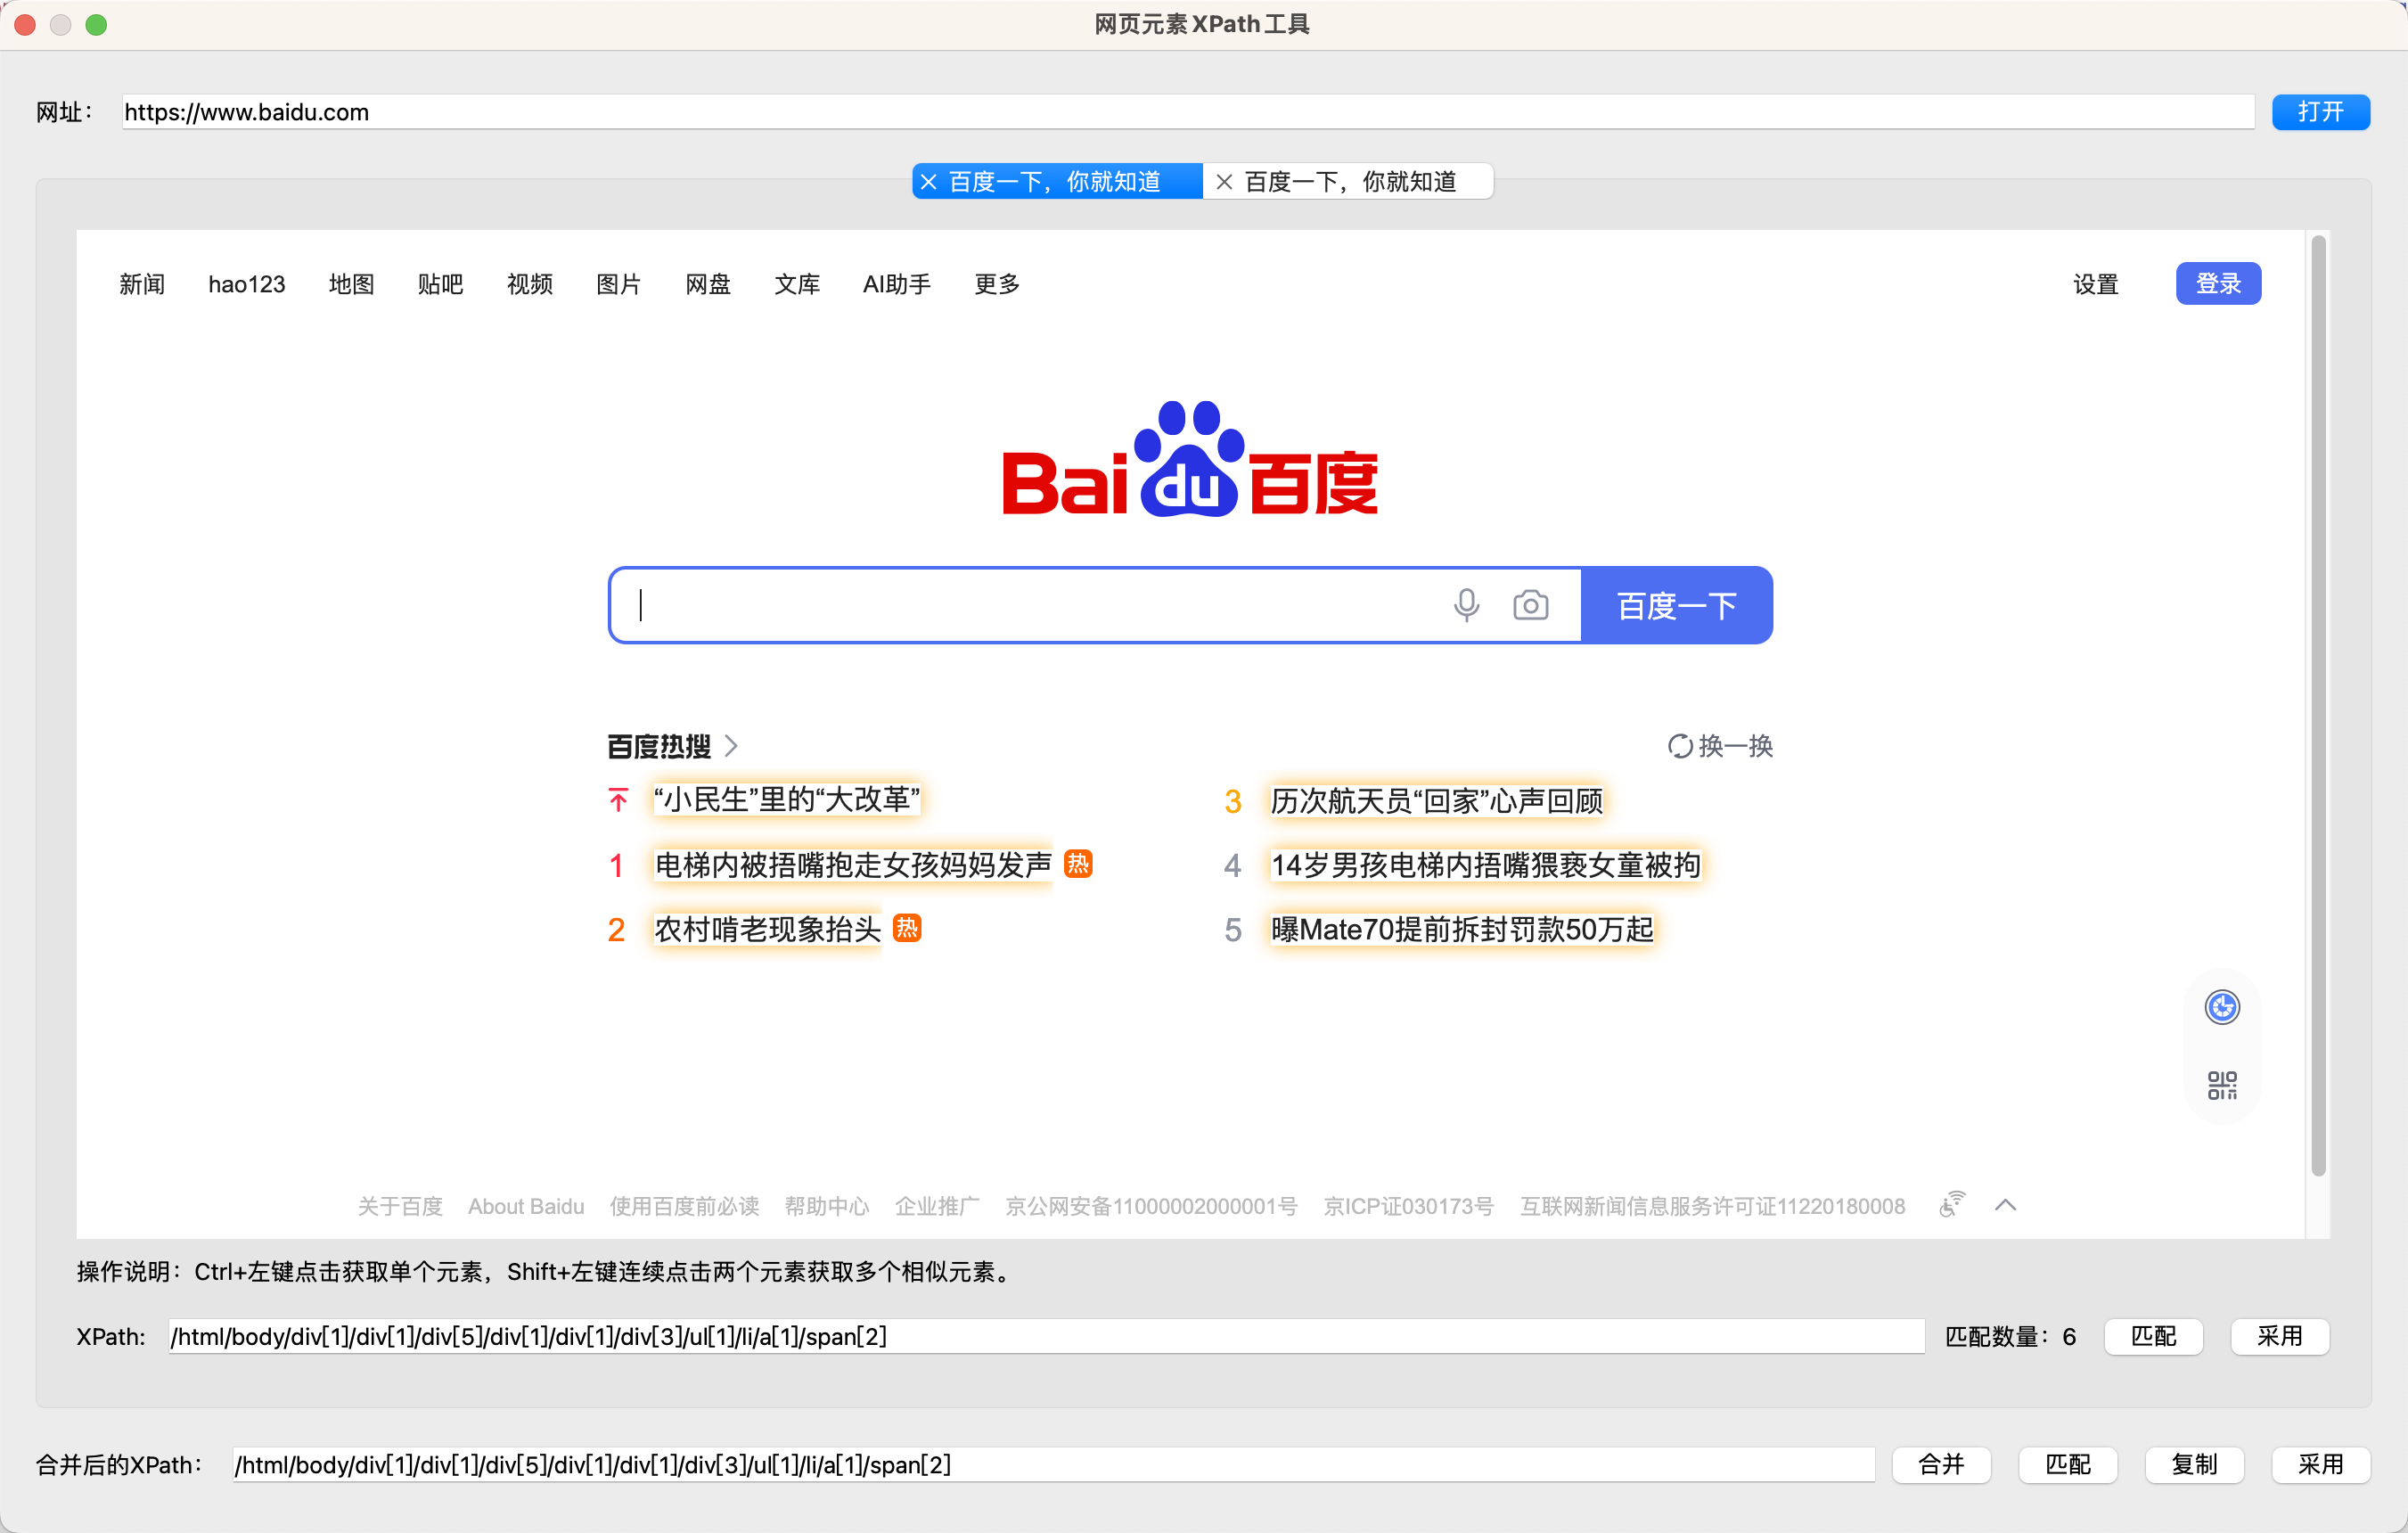 网页元素XPath工具
网址： https://www.baidu.com 打开
百度一下，你就知道 百度一下，你就知道
新闻 hao123 地图 贴吧 视频 图片 网盘 文库 AI助手 更多 设置 登录
Bai du 百度
百度一下
百度热搜 换一换
“小民生”里的“大改革” 3 历次航天员“回家”心声回顾
1 电梯内被捂嘴抱走女孩妈妈发声 热 4 14岁男孩电梯内捂嘴猥亵女童被拘
2 农村啃老现象抬头 热 5 曝Mate70提前拆封罚款50万起
关于百度 About Baidu 使用百度前必读 帮助中心 企业推广 京公网安备11000002000001号 京ICP证030173号 互联网新闻信息服务许可证11220180008
操作说明：Ctrl+左键点击获取单个元素，Shift+左键连续点击两个元素获取多个相似元素。
XPath: /html/body/div[1]/div[1]/div[5]/div[1]/div[1]/div[3]/ul[1]/li/a[1]/span[2] 匹配数量：6 匹配 采用
合并后的XPath： /html/body/div[1]/div[1]/div[5]/div[1]/div[1]/div[3]/ul[1]/li/a[1]/span[2] 合并 匹配 复制 采用